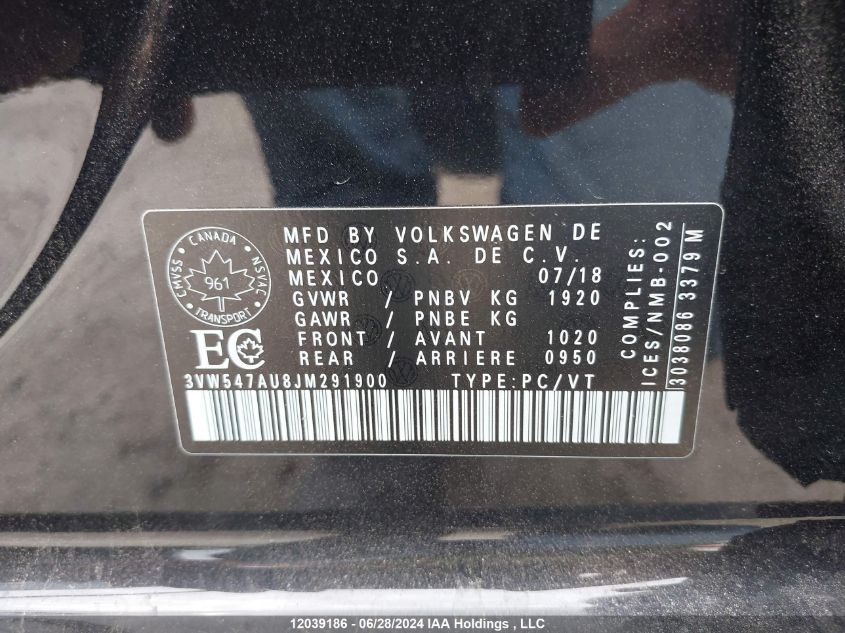 CANADA
CMVSS
NSVAC
961
TRANSPORT
MFD BY VOLKSWAGEN DE
MEXICO S.A. DE C.V.
MEXICO 07/18
GVWR / PNBV KG 1920
GAWR / PNBE KG
FRONT / AVANT 1020
REAR / ARRIERE 0950
EC
3VW547AU8JM291900 TYPE:PC/VT
COMPLIES:
ICES/NMB-002
3038086 3379 M
12039186 - 06/28/2024 IAA Holdings , LLC